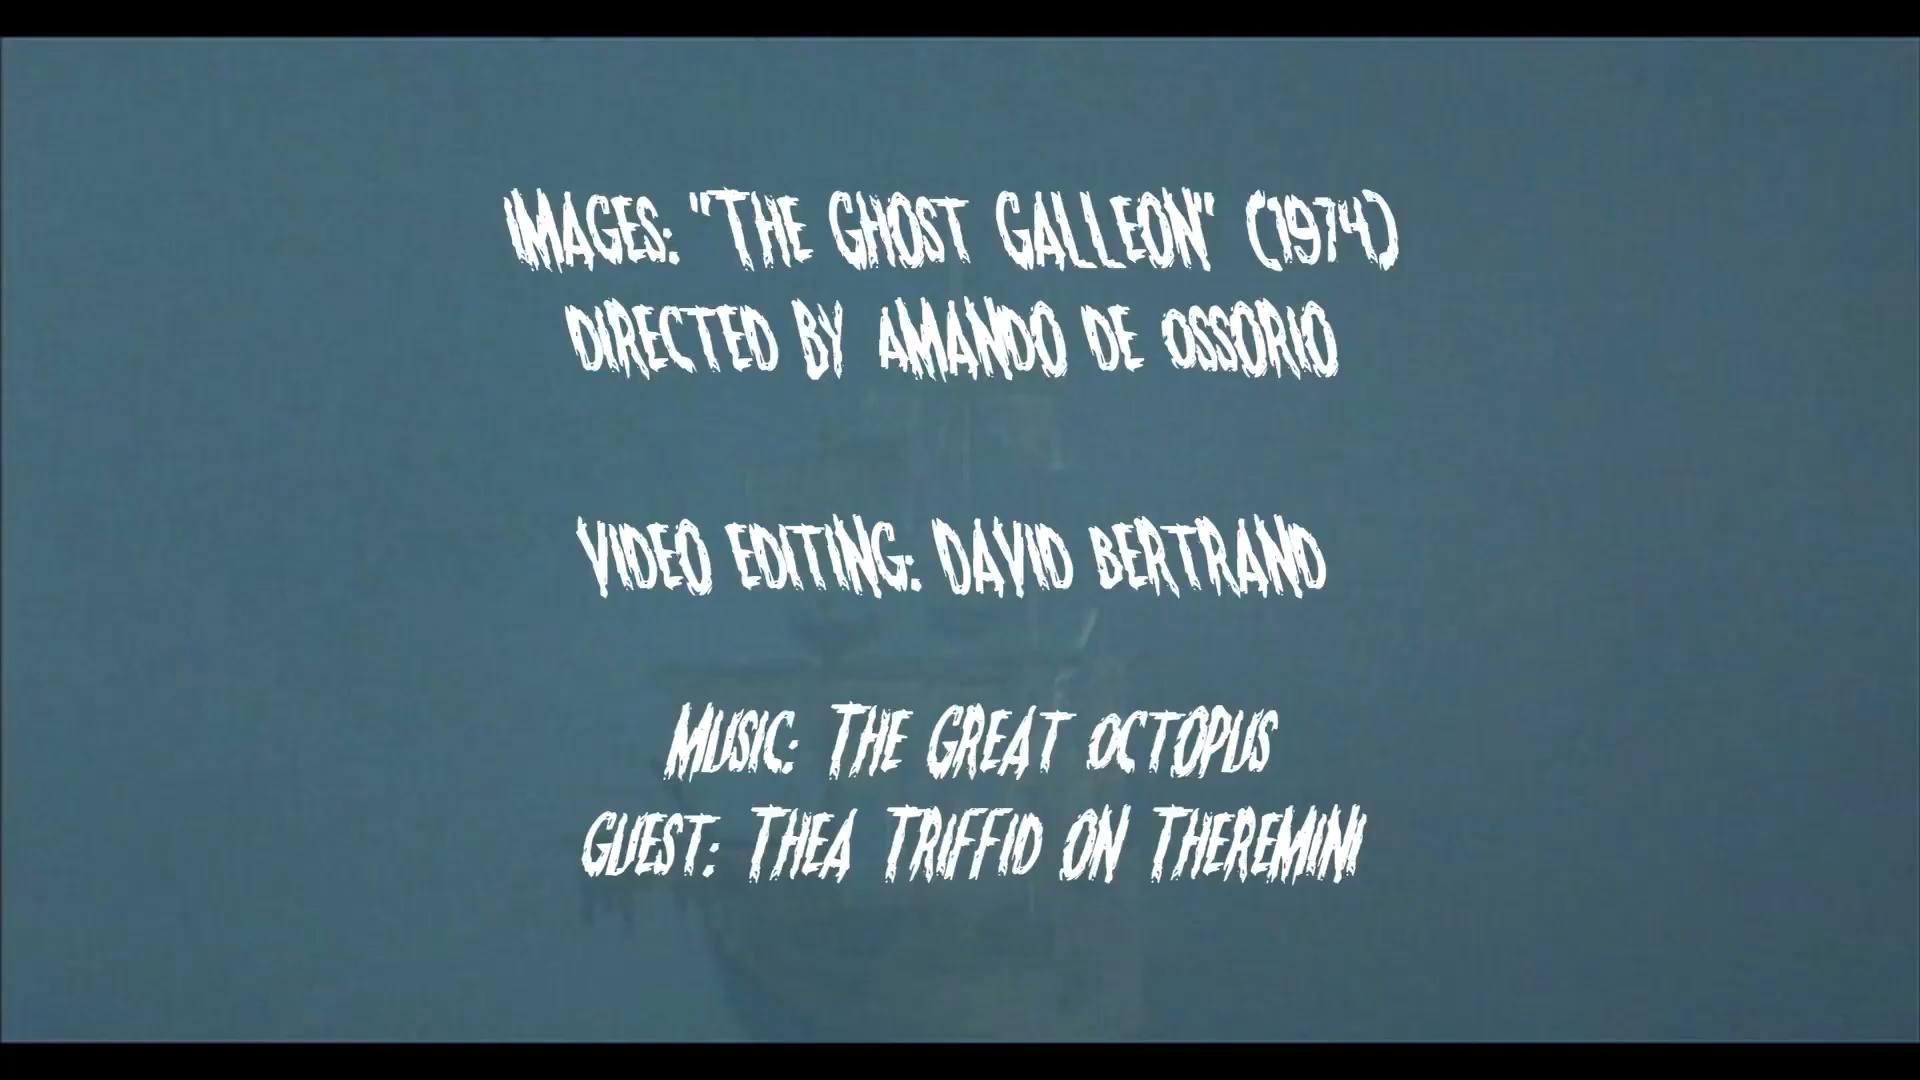 IMAGES: "THE GHOST GALLEON" (1974)
DIRECTED BY AMANDO DE OSSORIO
VIDEO EDITING: DAVID BERTRAND
MUSIC: THE GREAT OCTOPUS
GUEST: THEA TRIFFID ON THEREMINI